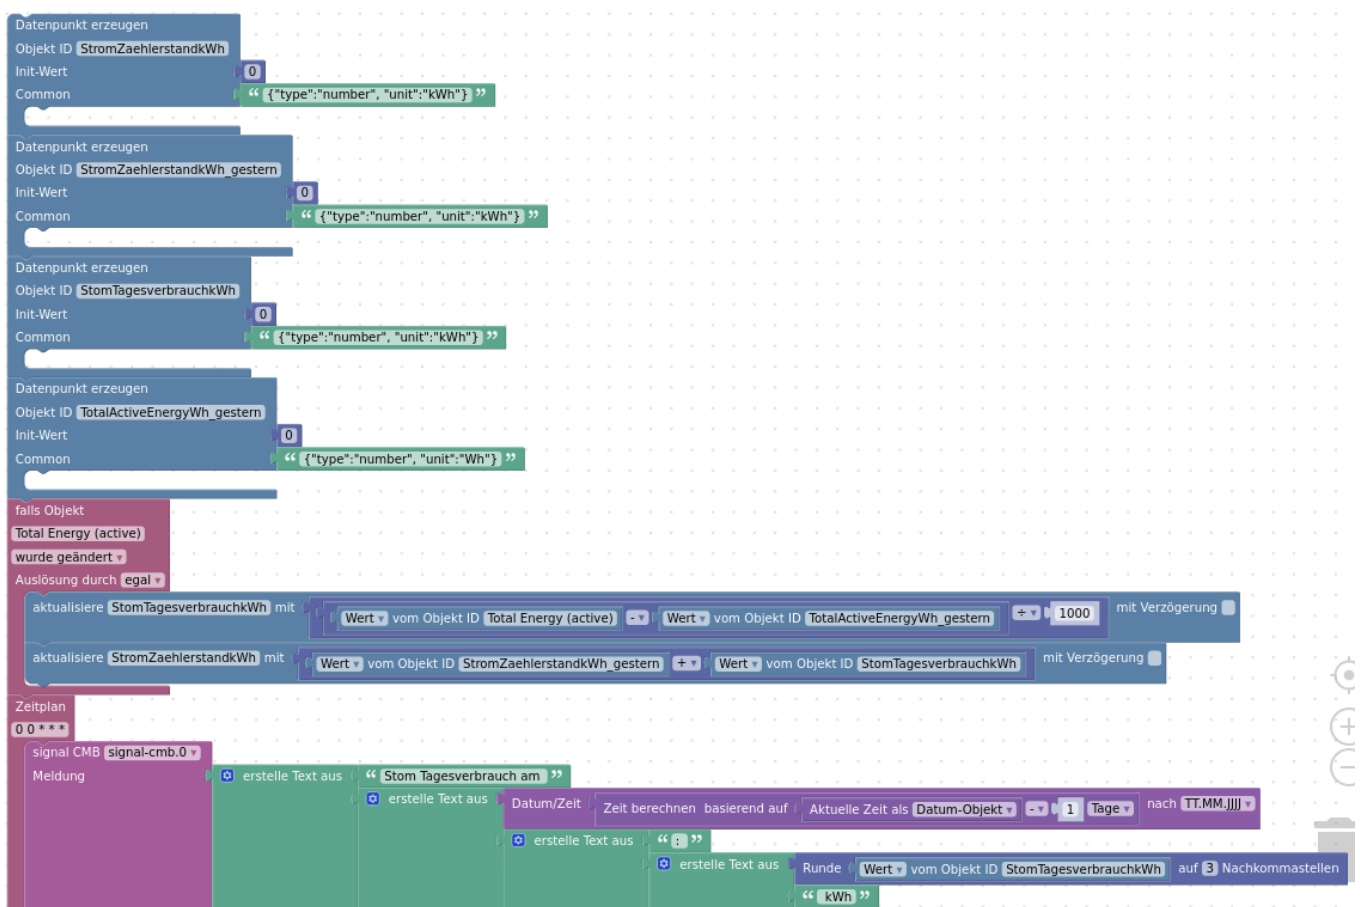 Datenpunkt erzeugen
Objekt ID StromZaehlerstandkWh
Init-Wert 0
Common “ {"type":"number", "unit":"kWh"} ”
Datenpunkt erzeugen
Objekt ID StromZaehlerstandkWh_gestern
Init-Wert 0
Common “ {"type":"number", "unit":"kWh"} ”
Datenpunkt erzeugen
Objekt ID StomTagesverbrauchkWh
Init-Wert 0
Common “ {"type":"number", "unit":"kWh"} ”
Datenpunkt erzeugen
Objekt ID TotalActiveEnergyWh_gestern
Init-Wert 0
Common “ {"type":"number", "unit":"Wh"} ”
falls Objekt
Total Energy (active)
wurde geändert
Auslösung durch egal
aktualisiere StomTagesverbrauchkWh mit Wert vom Objekt ID Total Energy (active) - Wert vom Objekt ID TotalActiveEnergyWh_gestern ÷ 1000 mit Verzögerung
aktualisiere StromZaehlerstandkWh mit Wert vom Objekt ID StromZaehlerstandkWh_gestern + Wert vom Objekt ID StomTagesverbrauchkWh mit Verzögerung
Zeitplan
0 0 * * *
signal CMB signal-cmb.0
Meldung erstelle Text aus “ Stom Tagesverbrauch am ”
erstelle Text aus Datum/Zeit Zeit berechnen basierend auf Aktuelle Zeit als Datum-Objekt - 1 Tage nach TT.MM.JJJJ
erstelle Text aus “ : ”
erstelle Text aus Runde Wert vom Objekt ID StomTagesverbrauchkWh auf 3 Nachkommastellen
“ kWh ”